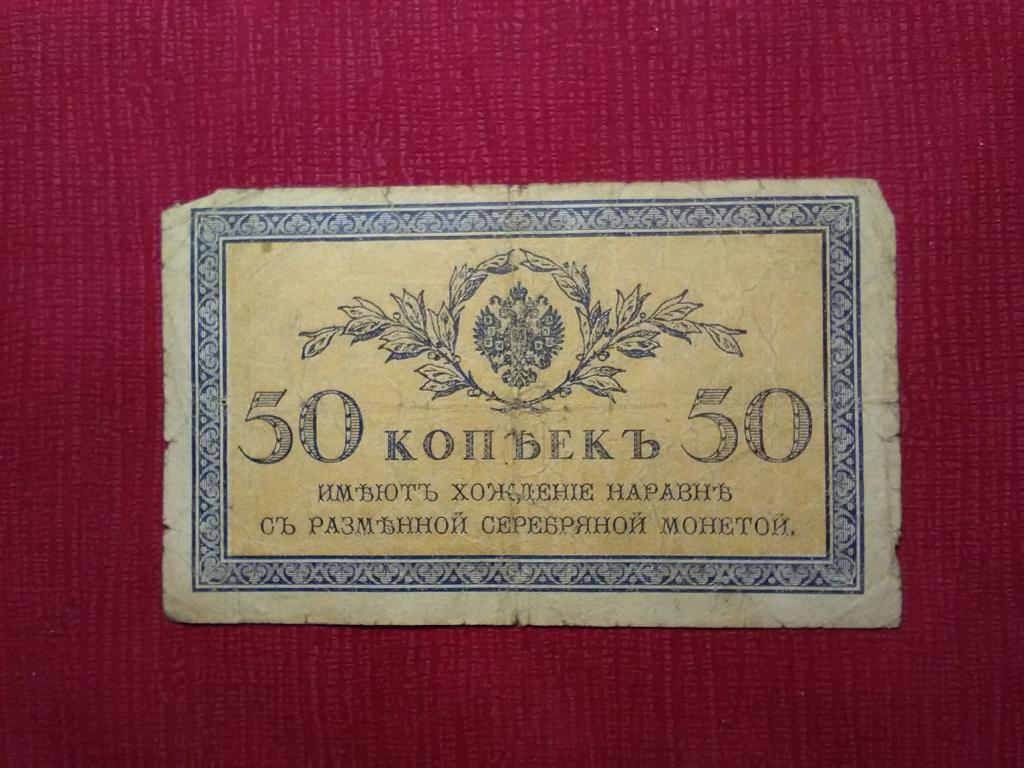 50 КОПѢЕКЪ 50
ИМѢЮТЪ ХОЖДЕНІЕ НАРАВНѢ
СЪ РАЗМѢННОЙ СЕРЕБРЯНОЙ МОНЕТОЙ.